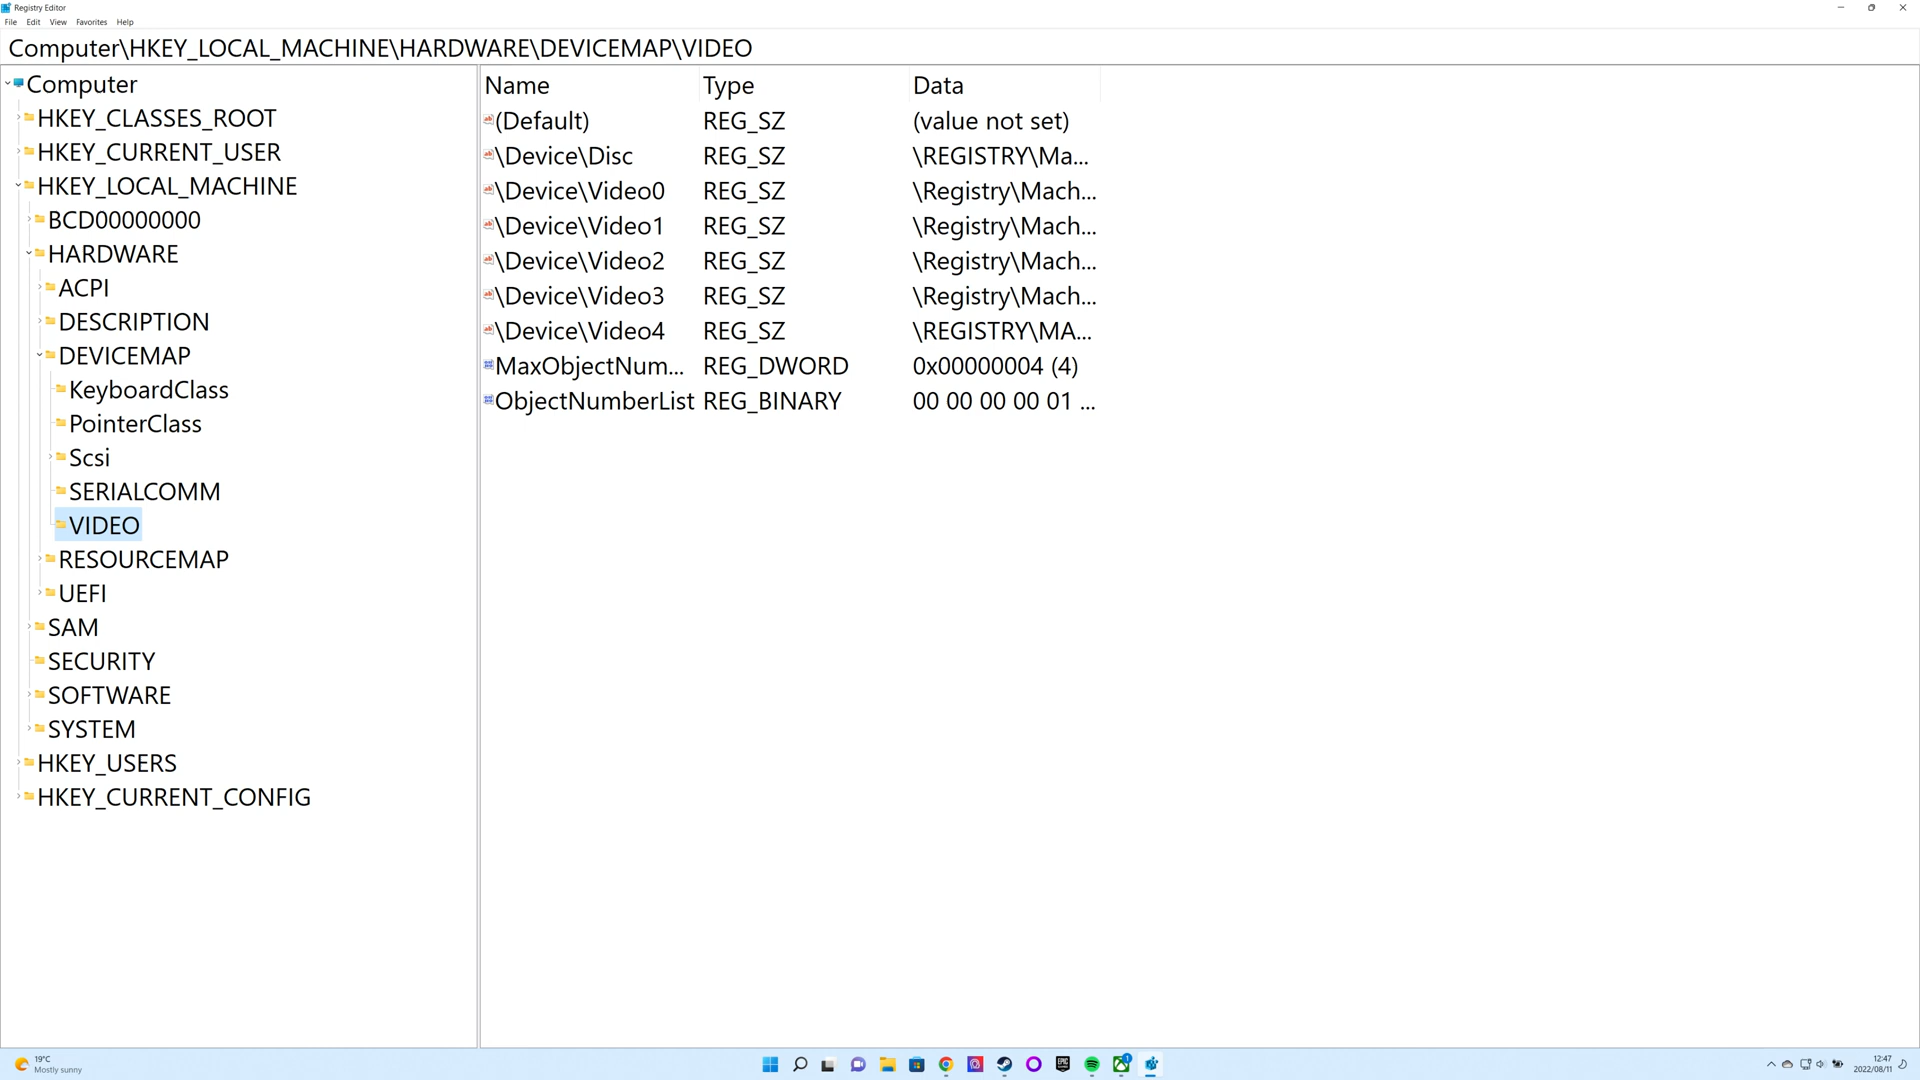 Registry Editor
File Edit View Favorites Help
Computer\HKEY_LOCAL_MACHINE\HARDWARE\DEVICEMAP\VIDEO
Computer
HKEY_CLASSES_ROOT
HKEY_CURRENT_USER
HKEY_LOCAL_MACHINE
BCD00000000
HARDWARE
ACPI
DESCRIPTION
DEVICEMAP
KeyboardClass
PointerClass
Scsi
SERIALCOMM
VIDEO
RESOURCEMAP
UEFI
SAM
SECURITY
SOFTWARE
SYSTEM
HKEY_USERS
HKEY_CURRENT_CONFIG
Name Type Data
(Default) REG_SZ (value not set)
\Device\Disc REG_SZ \REGISTRY\Ma...
\Device\Video0 REG_SZ \Registry\Mach...
\Device\Video1 REG_SZ \Registry\Mach...
\Device\Video2 REG_SZ \Registry\Mach...
\Device\Video3 REG_SZ \Registry\Mach...
\Device\Video4 REG_SZ \REGISTRY\MA...
MaxObjectNum... REG_DWORD 0x00000004 (4)
ObjectNumberList REG_BINARY 00 00 00 00 01 ...
19°C
Mostly sunny
EPIC
1
12:47
2022/08/11